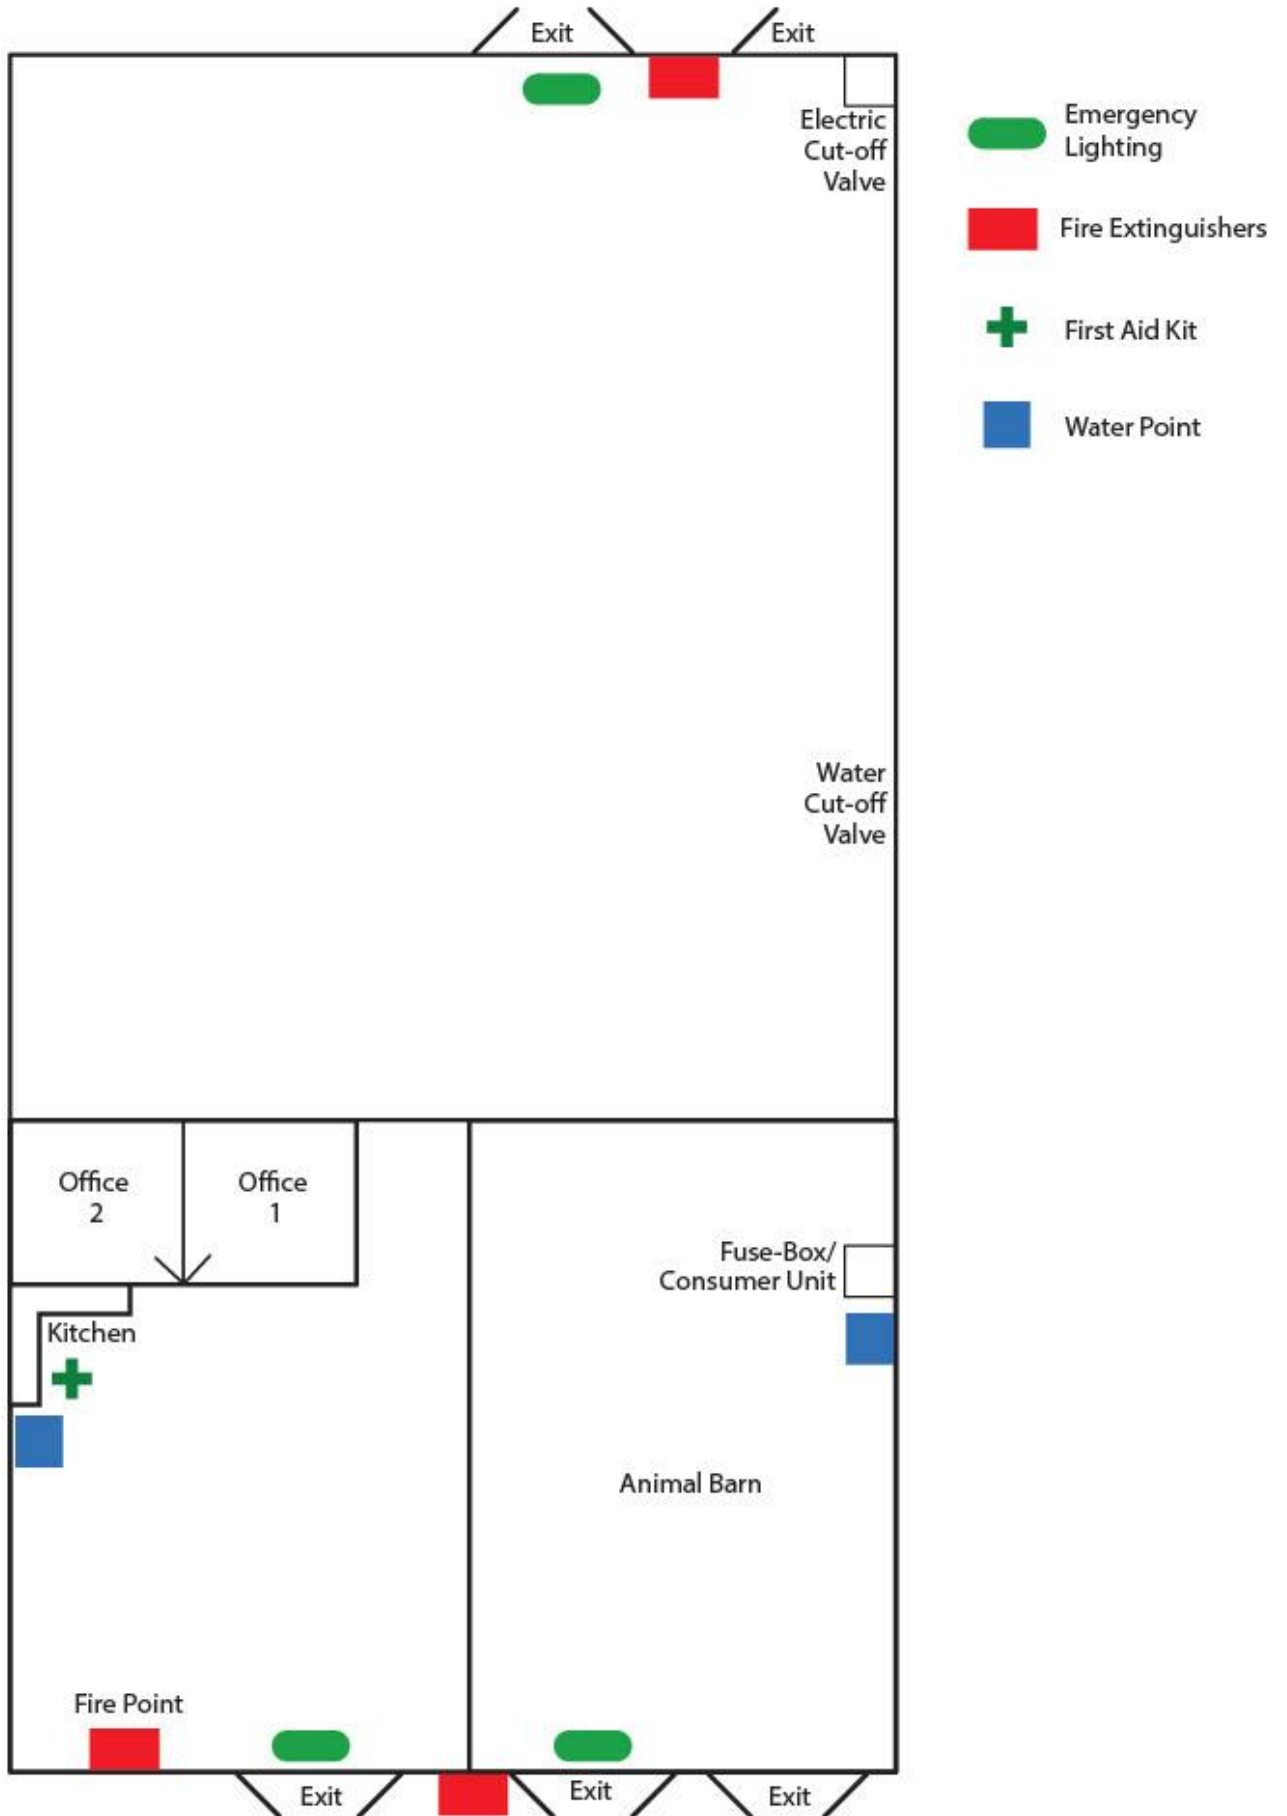 Exit
Exit
Electric
Cut-off
Valve
Emergency
Lighting
Fire Extinguishers
First Aid Kit
Water Point
Water
Cut-off
Valve
Office
2
Office
1
Fuse-Box/
Consumer Unit
Kitchen
Animal Barn
Fire Point
Exit
Exit
Exit